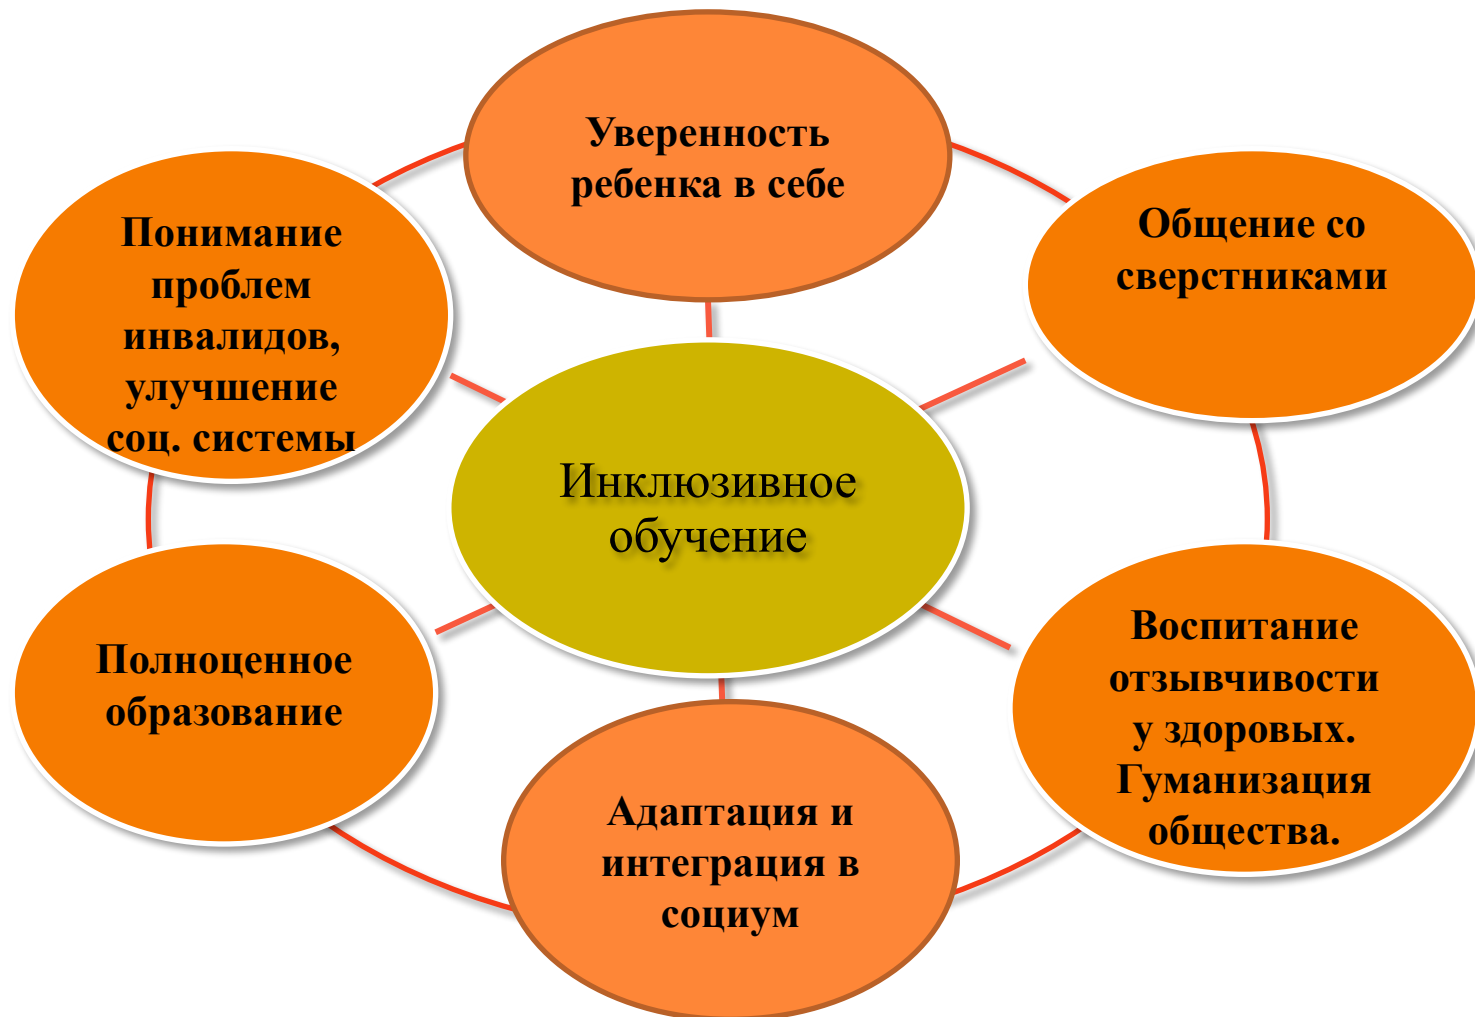 Уверенность
ребенка в себе
Понимание
проблем
инвалидов,
улучшение
соц. системы
Общение со
сверстниками
Инклюзивное
обучение
Полноценное
образование
Воспитание
отзывчивости
у здоровых.
Гуманизация
общества.
Адаптация и
интеграция в
социум